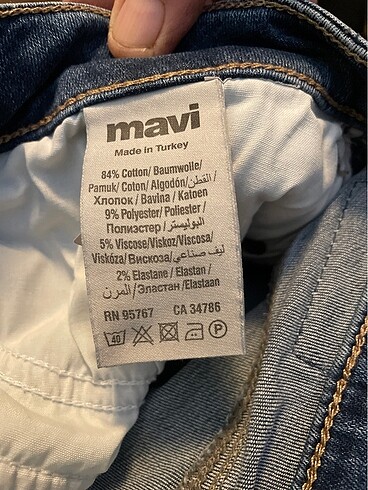 mavi
Made in Turkey
84% Cotton/Baumwolle/
Pamuk/Coton/Algodón/القطن/
Хлопок/Bavlna/Katoen
9% Polyester/Poliester/
Полиэстер/البوليستر
5% Viscose/Viskoz/Viscosa/
Viskóza/Вискоза/ليف صناعي
2% Elastane/Elastan/
المرن/Эластан/Elastaan
RN 95767 CA 34786
40 P